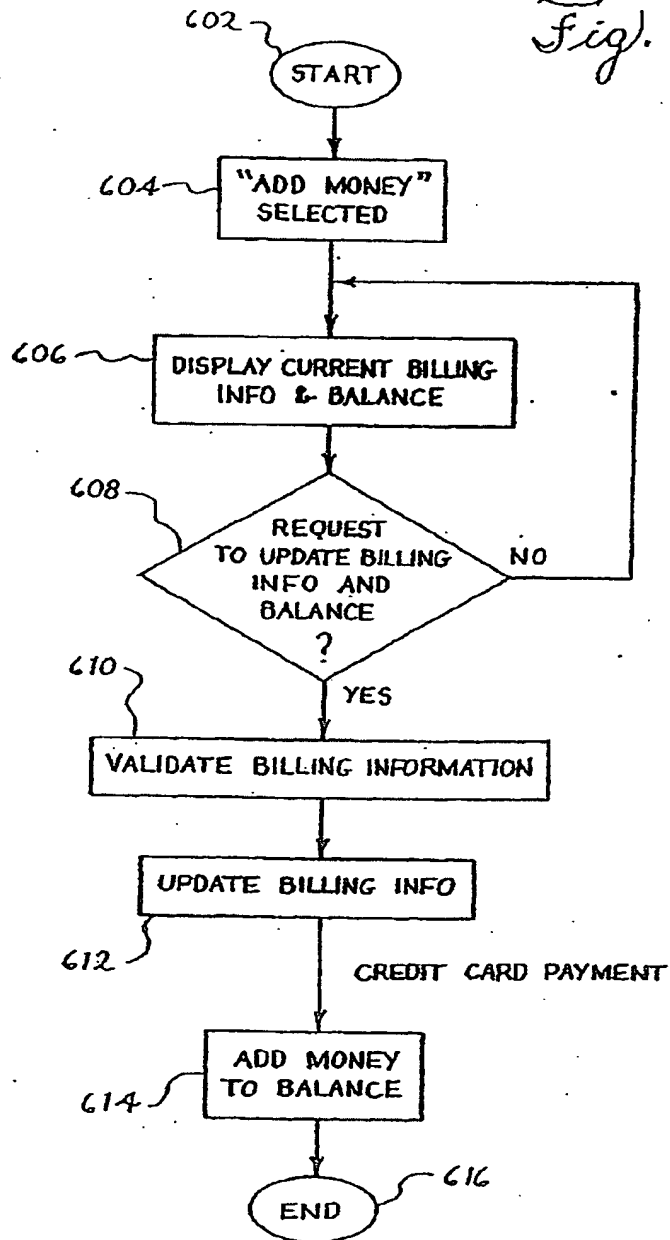 Fig.
602
START
604
"ADD MONEY"
SELECTED
606
DISPLAY CURRENT BILLING
INFO & BALANCE
608
REQUEST
TO UPDATE BILLING
INFO AND
BALANCE
?
NO
610
YES
VALIDATE BILLING INFORMATION
UPDATE BILLING INFO
612
CREDIT CARD PAYMENT
ADD MONEY
TO BALANCE
614
616
END